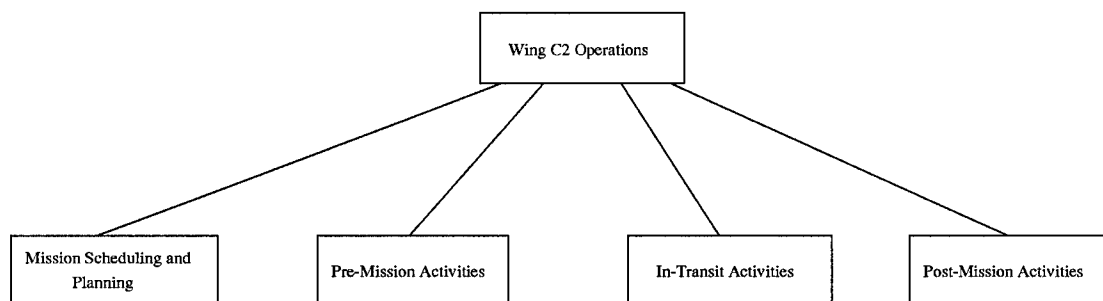 Wing C2 Operations
Mission Scheduling and
Planning
Pre-Mission Activities
In-Transit Activities
Post-Mission Activities